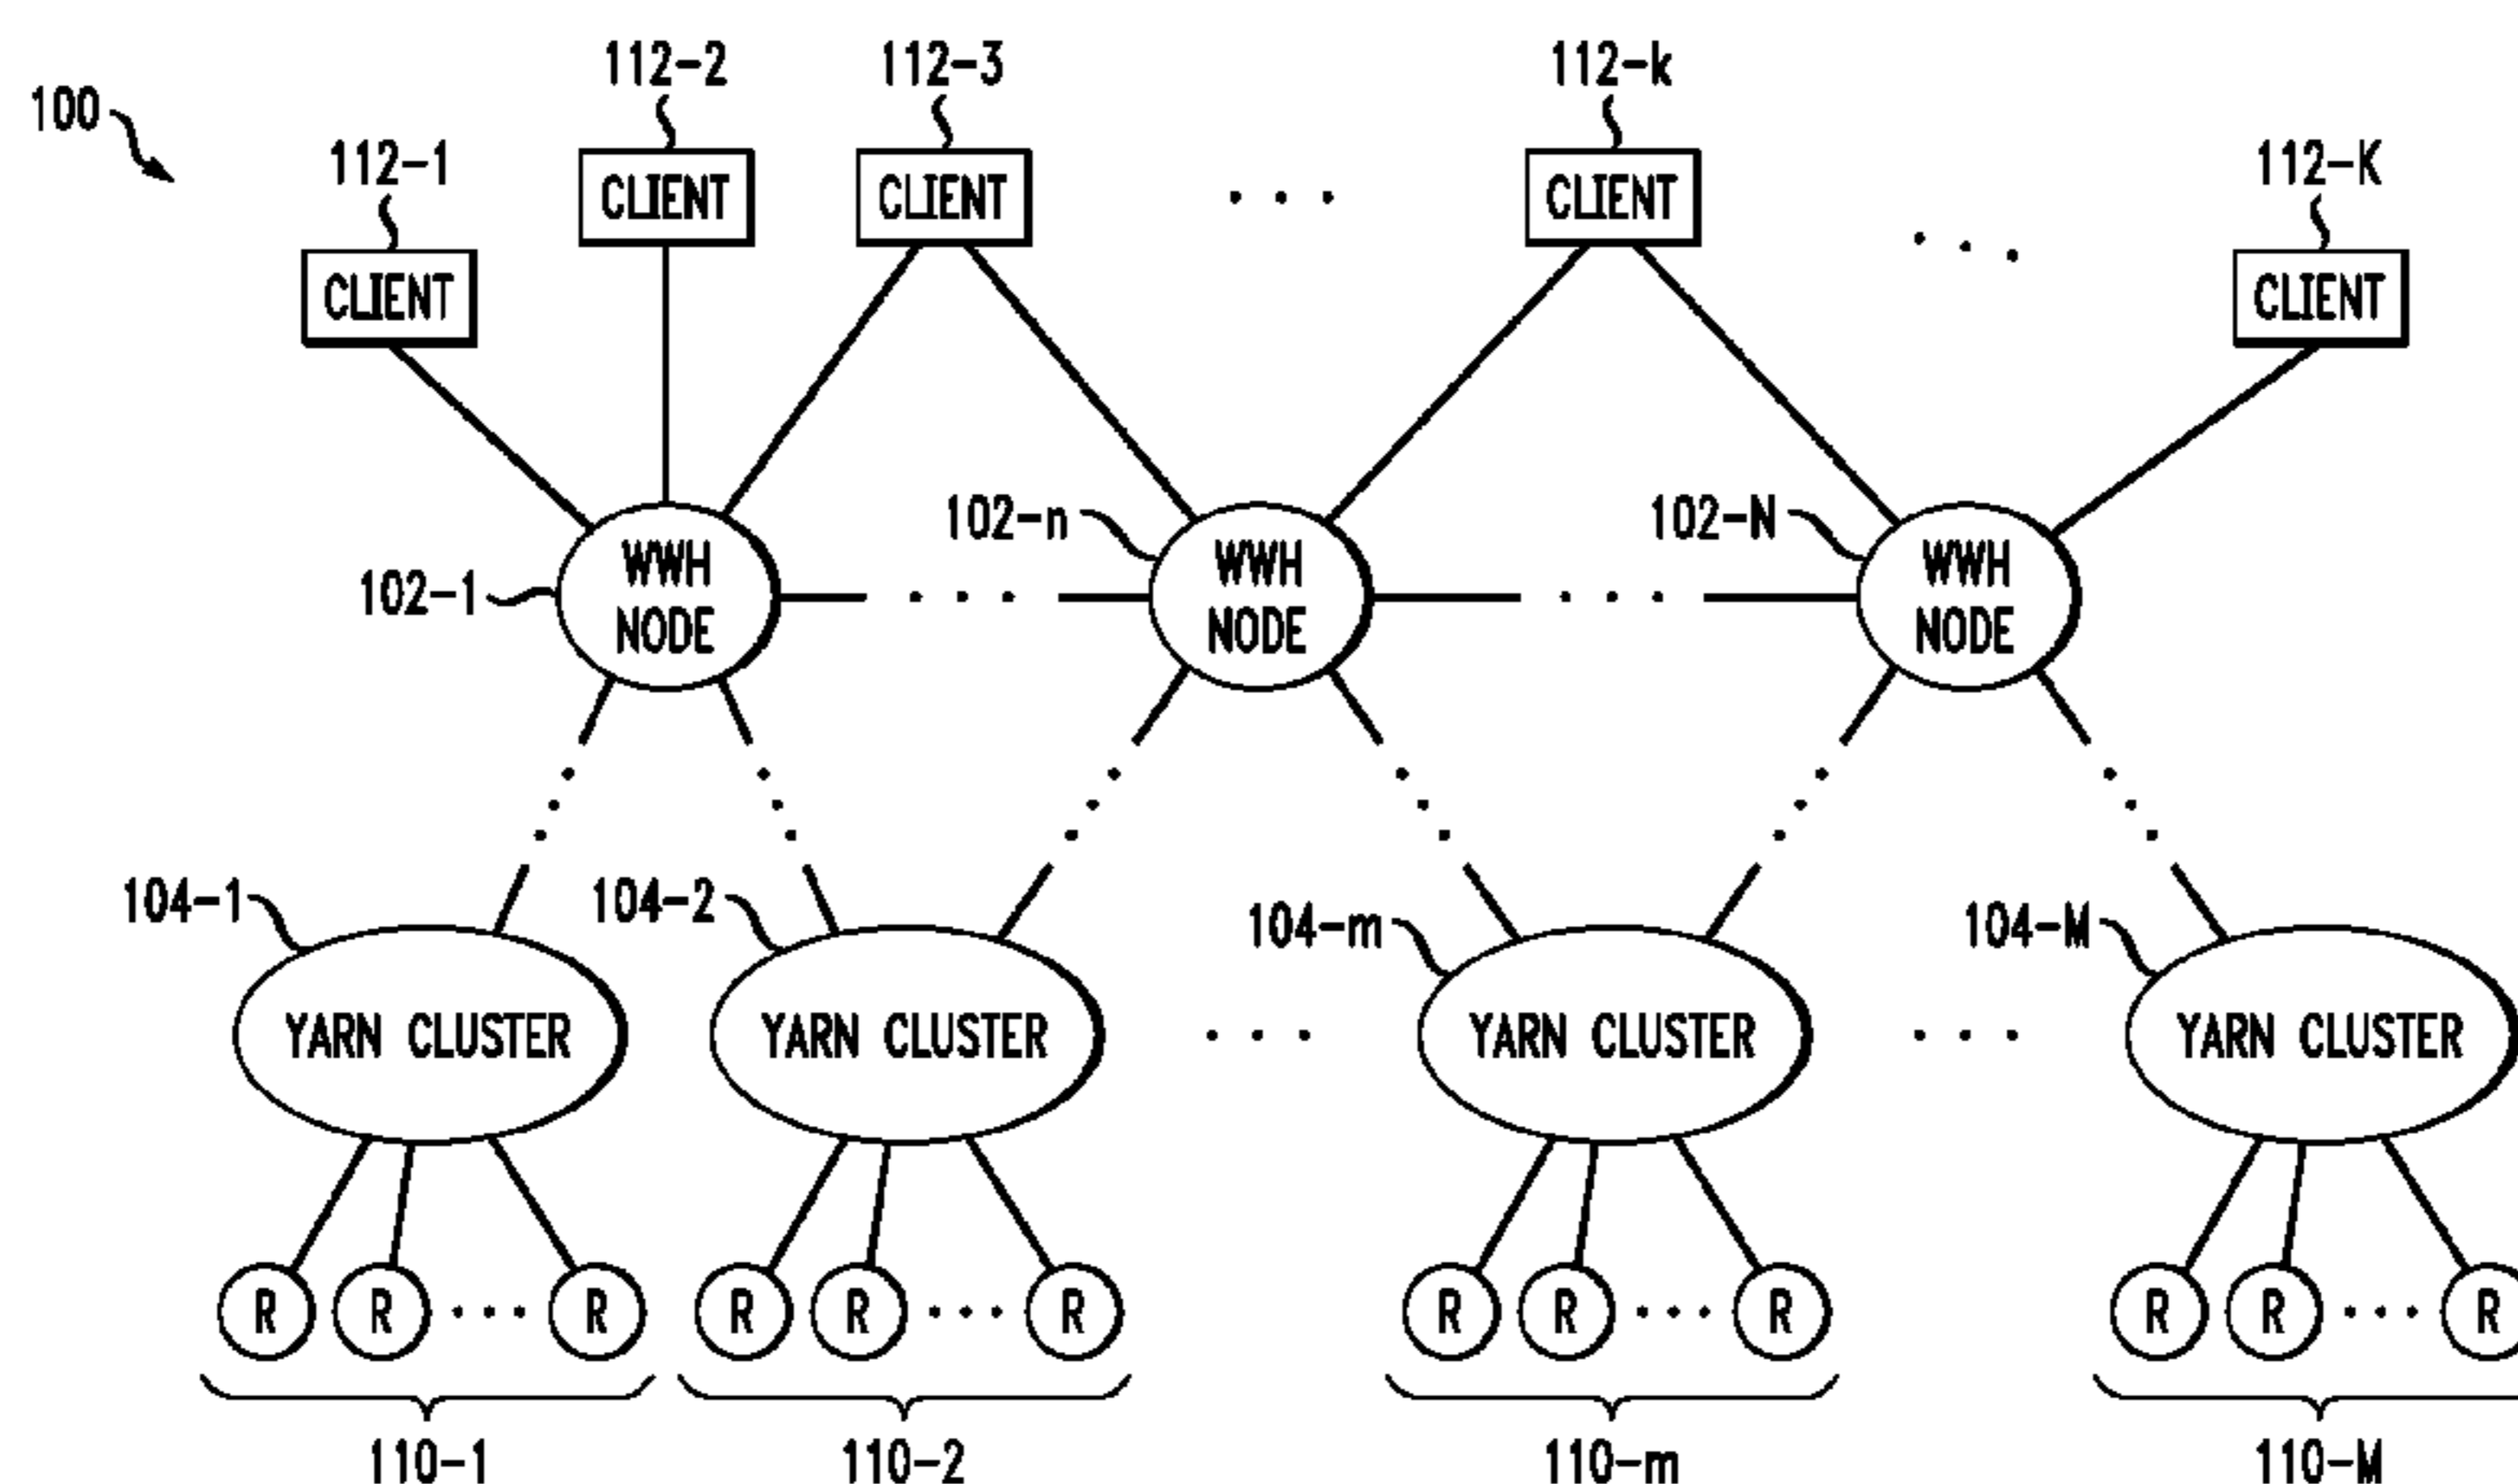 112-2
112-3
112-k
100
112-1
112-K
CLIENT
CLIENT
CLIENT
CLIENT
CLIENT
102-n
102-N
102-1
WWH
NODE
WWH
NODE
WWH
NODE
104-1
104-2
104-m
104-M
YARN CLUSTER
YARN CLUSTER
YARN CLUSTER
YARN CLUSTER
R
R
R
R
R
R
R
R
R
R
R
R
110-1
110-2
110-m
110-M